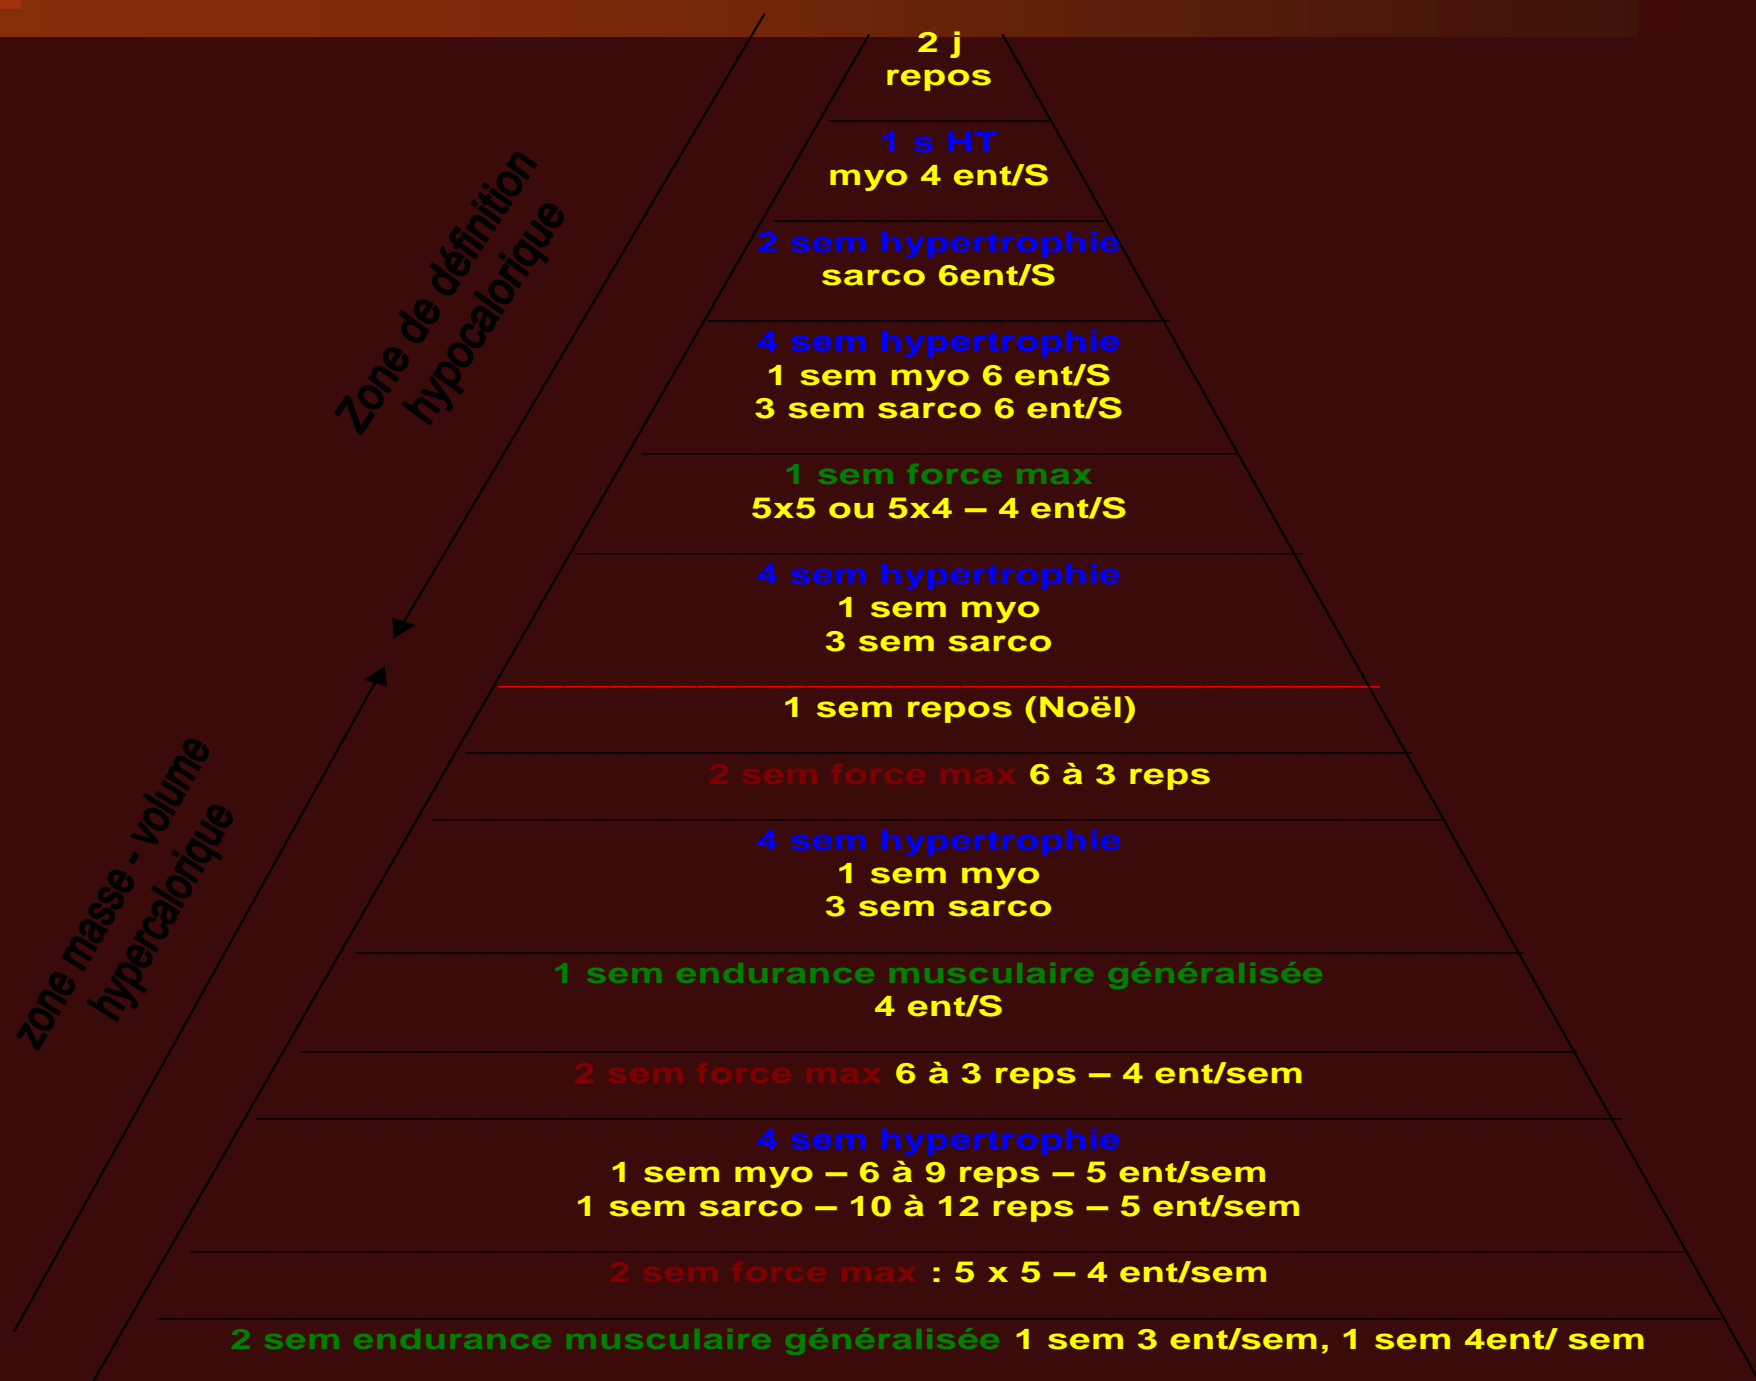 2 j
repos
1 s HT
myo 4 ent/S
2 sem hypertrophie
sarco 6ent/S
4 sem hypertrophie
1 sem myo 6 ent/S
3 sem sarco 6 ent/S
1 sem force max
5x5 ou 5x4 – 4 ent/S
4 sem hypertrophie
1 sem myo
3 sem sarco
1 sem repos (Noël)
2 sem force max 6 à 3 reps
4 sem hypertrophie
1 sem myo
3 sem sarco
1 sem endurance musculaire généralisée
4 ent/S
2 sem force max 6 à 3 reps – 4 ent/sem
4 sem hypertrophie
1 sem myo – 6 à 9 reps – 5 ent/sem
1 sem sarco – 10 à 12 reps – 5 ent/sem
2 sem force max : 5 x 5 – 4 ent/sem
2 sem endurance musculaire généralisée 1 sem 3 ent/sem, 1 sem 4ent/ sem
Zone de définition
hypocalorique
zone masse - volume
hypercalorique